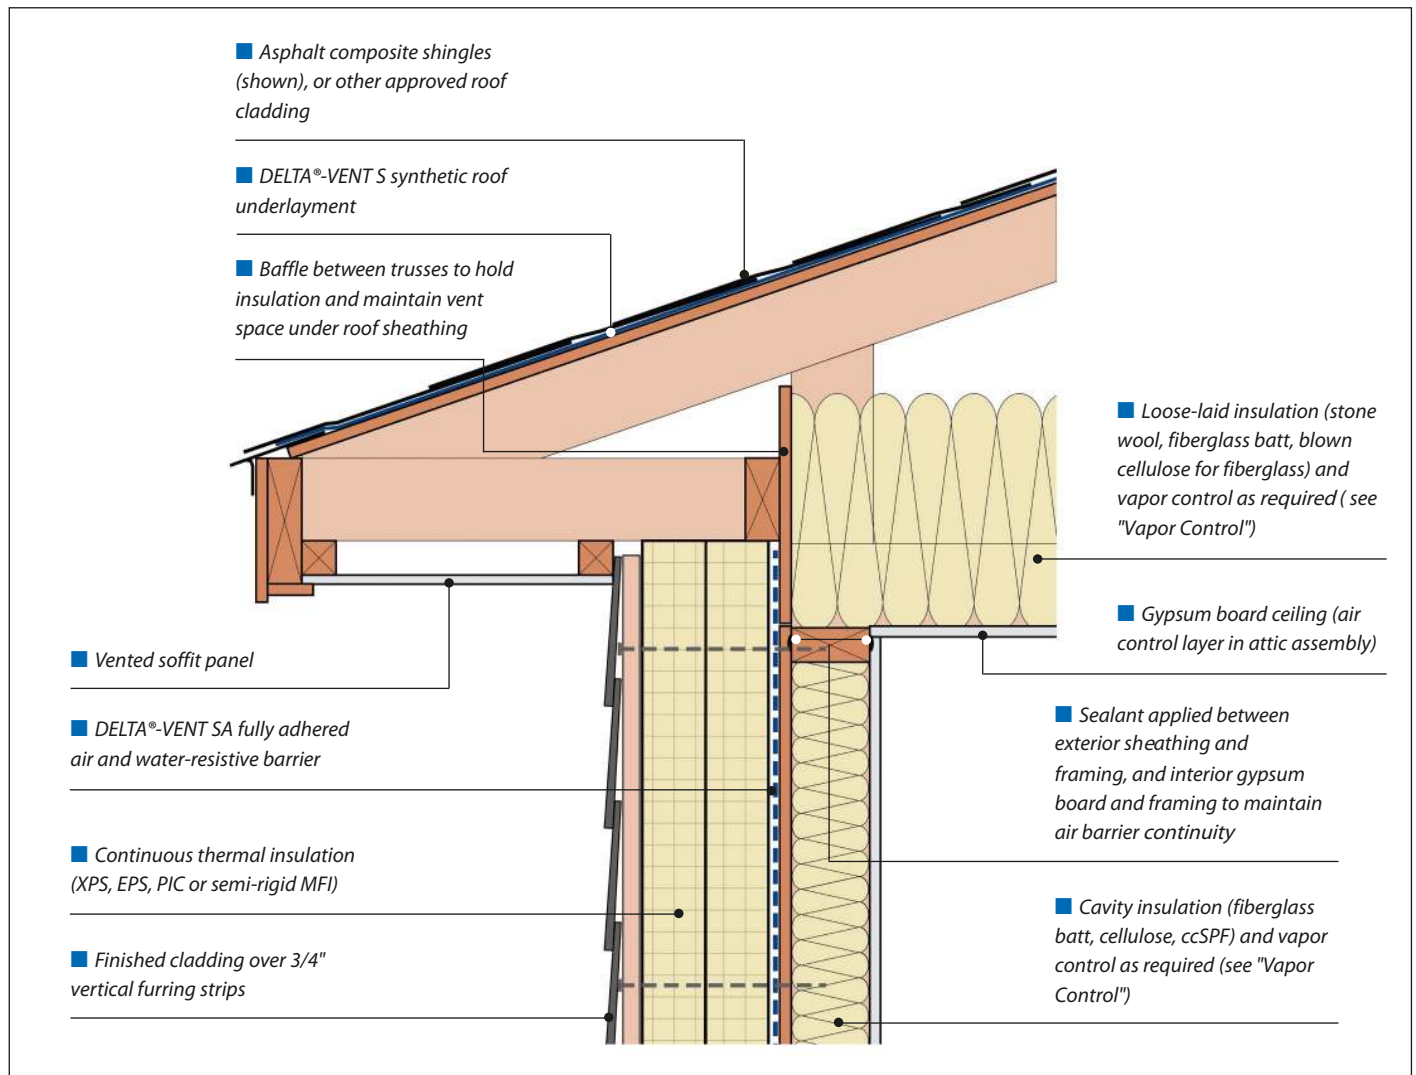 Asphalt composite shingles
(shown), or other approved roof
cladding
DELTA®-VENT S synthetic roof
underlayment
Baffle between trusses to hold
insulation and maintain vent
space under roof sheathing
Vented soffit panel
DELTA®-VENT SA fully adhered
air and water-resistive barrier
Continuous thermal insulation
(XPS, EPS, PIC or semi-rigid MFI)
Finished cladding over 3/4"
vertical furring strips
Loose-laid insulation (stone
wool, fiberglass batt, blown
cellulose for fiberglass) and
vapor control as required ( see
"Vapor Control")
Gypsum board ceiling (air
control layer in attic assembly)
Sealant applied between
exterior sheathing and
framing, and interior gypsum
board and framing to maintain
air barrier continuity
Cavity insulation (fiberglass
batt, cellulose, ccSPF) and vapor
control as required (see "Vapor
Control")